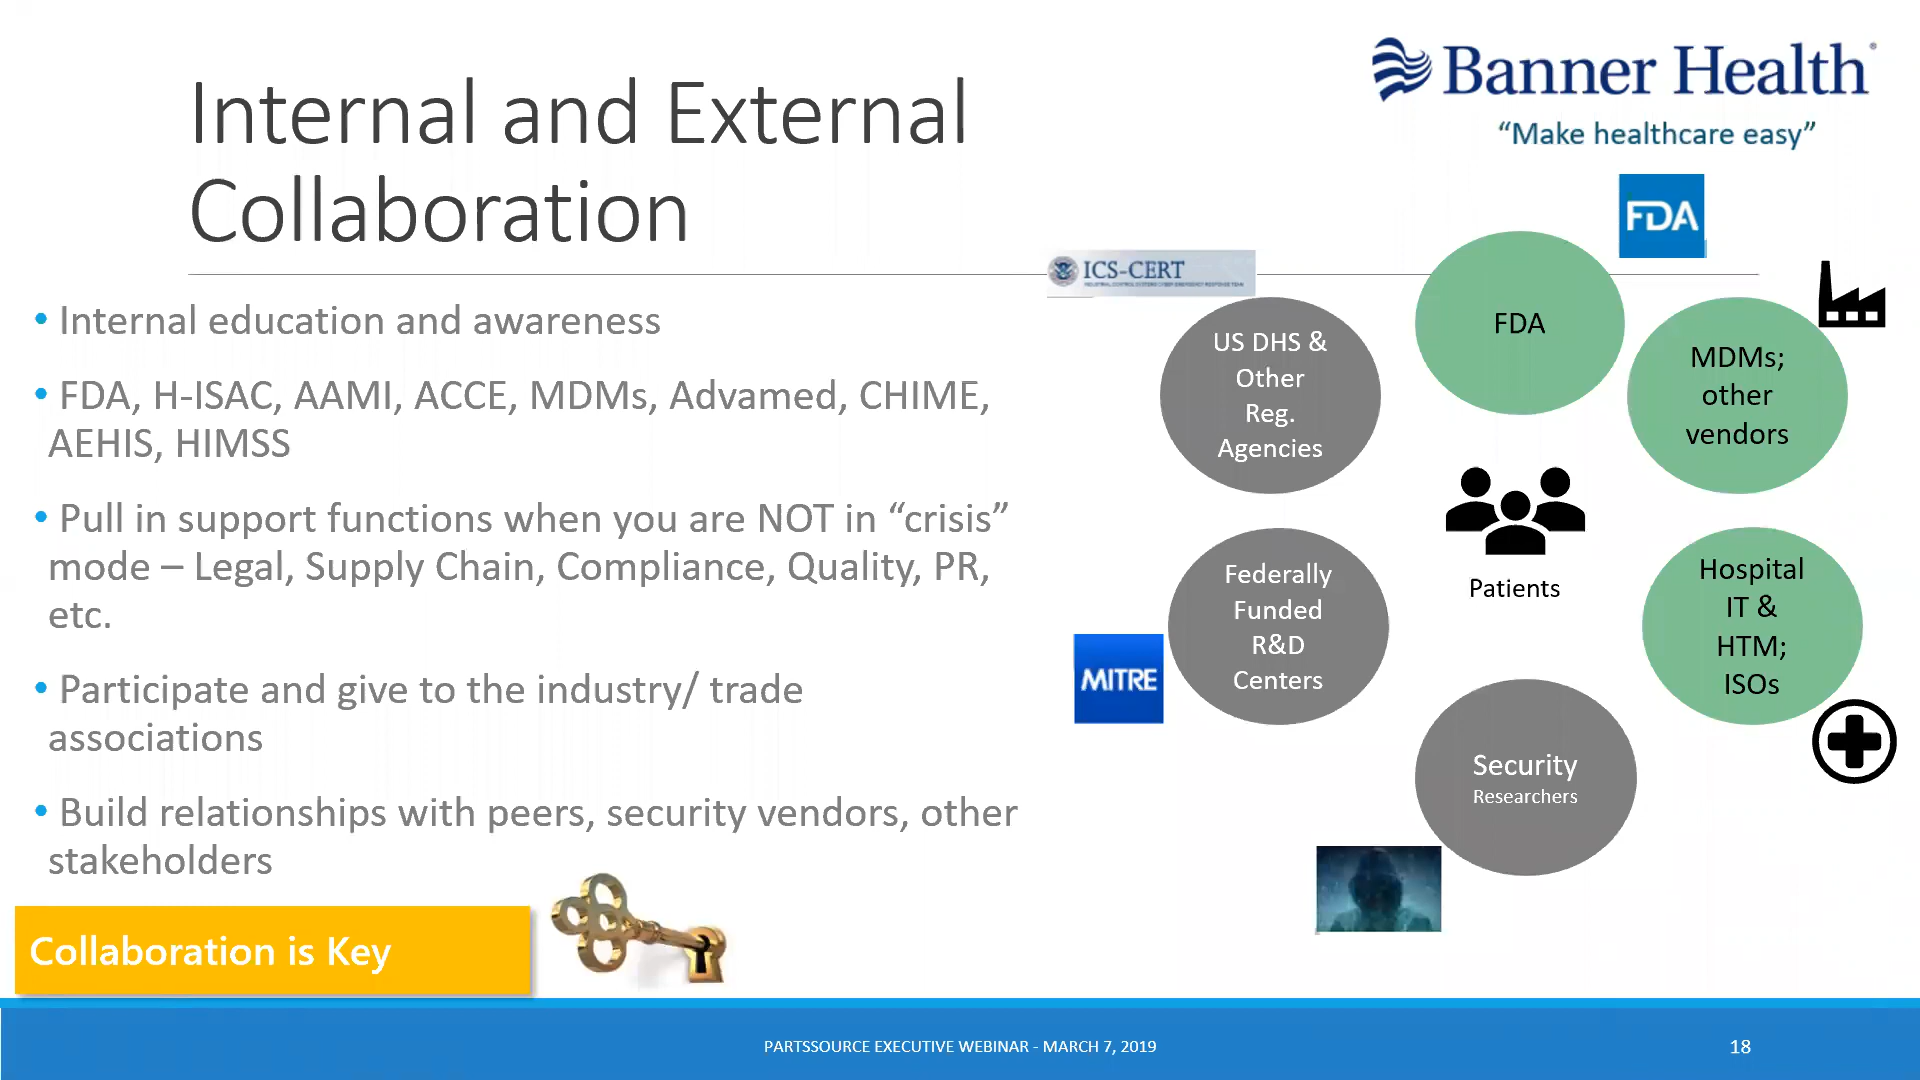 Banner Health
“Make healthcare easy”
Internal and External
Collaboration
• Internal education and awareness
• FDA, H-ISAC, AAMI, ACCE, MDMs, Advamed, CHIME,
AEHIS, HIMSS
• Pull in support functions when you are NOT in “crisis”
mode – Legal, Supply Chain, Compliance, Quality, PR,
etc.
• Participate and give to the industry/ trade
associations
• Build relationships with peers, security vendors, other
stakeholders
Collaboration is Key
FDA
ICS-CERT
INDUSTRIAL CONTROL SYSTEMS CYBER EMERGENCY RESPONSE TEAM
FDA
US DHS &
Other
Reg.
Agencies
MDMs;
other
vendors
Patients
Federally
Funded
R&D
Centers
MITRE
Hospital
IT &
HTM;
ISOs
Security
Researchers
PARTSSOURCE EXECUTIVE WEBINAR - MARCH 7, 2019
18